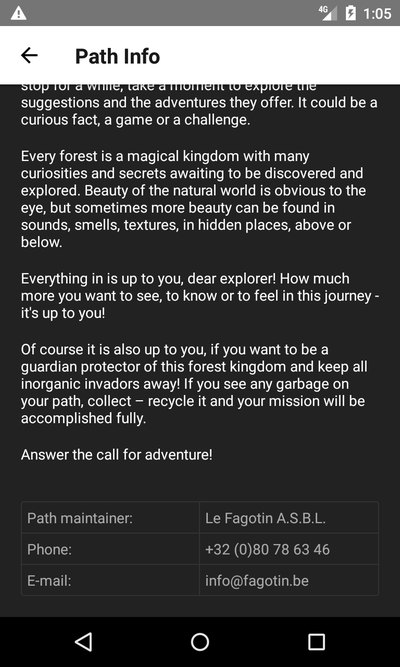 4G
1:05
Path Info
stop for a while, take a moment to explore the
suggestions and the adventures they offer. It could be a
curious fact, a game or a challenge.
Every forest is a magical kingdom with many
curiosities and secrets awaiting to be discovered and
explored. Beauty of the natural world is obvious to the
eye, but sometimes more beauty can be found in
sounds, smells, textures, in hidden places, above or
below.
Everything in is up to you, dear explorer! How much
more you want to see, to know or to feel in this journey -
it's up to you!
Of course it is also up to you, if you want to be a
guardian protector of this forest kingdom and keep all
inorganic invadors away! If you see any garbage on
your path, collect – recycle it and your mission will be
accomplished fully.
Answer the call for adventure!
Path maintainer: Le Fagotin A.S.B.L.
Phone: +32 (0)80 78 63 46
E-mail: info@fagotin.be